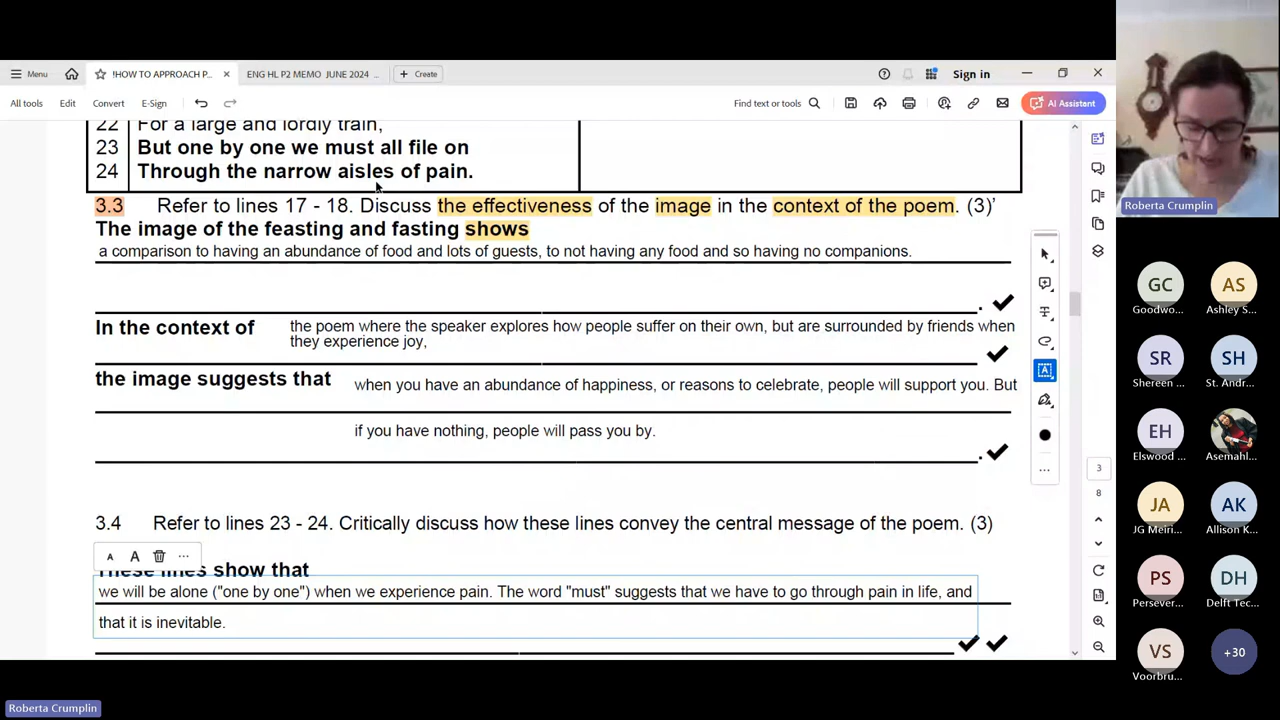 Menu
!HOW TO APPROACH P...
ENG HL P2 MEMO JUNE 2024 ...
Create
Sign in
All tools
Edit
Convert
E-Sign
Find text or tools
AI Assistant
22 For a large and lordly train,
23 But one by one we must all file on
24 Through the narrow aisles of pain.
3.3 Refer to lines 17 - 18. Discuss the effectiveness of the image in the context of the poem. (3)'
The image of the feasting and fasting shows
a comparison to having an abundance of food and lots of guests, to not having any food and so having no companions.
.
In the context of the poem where the speaker explores how people suffer on their own, but are surrounded by friends when
they experience joy,
the image suggests that when you have an abundance of happiness, or reasons to celebrate, people will support you. But
if you have nothing, people will pass you by.
.
3.4 Refer to lines 23 - 24. Critically discuss how these lines convey the central message of the poem. (3)
A A ...
These lines show that
we will be alone ("one by one") when we experience pain. The word "must" suggests that we have to go through pain in life, and
that it is inevitable.
3
8
Roberta Crumplin
GC
AS
Goodwo...
Ashley S...
SR
SH
Shereen ...
St. Andr...
EH
Elswood ...
Asemahl...
JA
AK
JG Meiri...
Allison K...
PS
DH
Persever...
Delft Tec...
VS
+30
Voorbru...
Roberta Crumplin